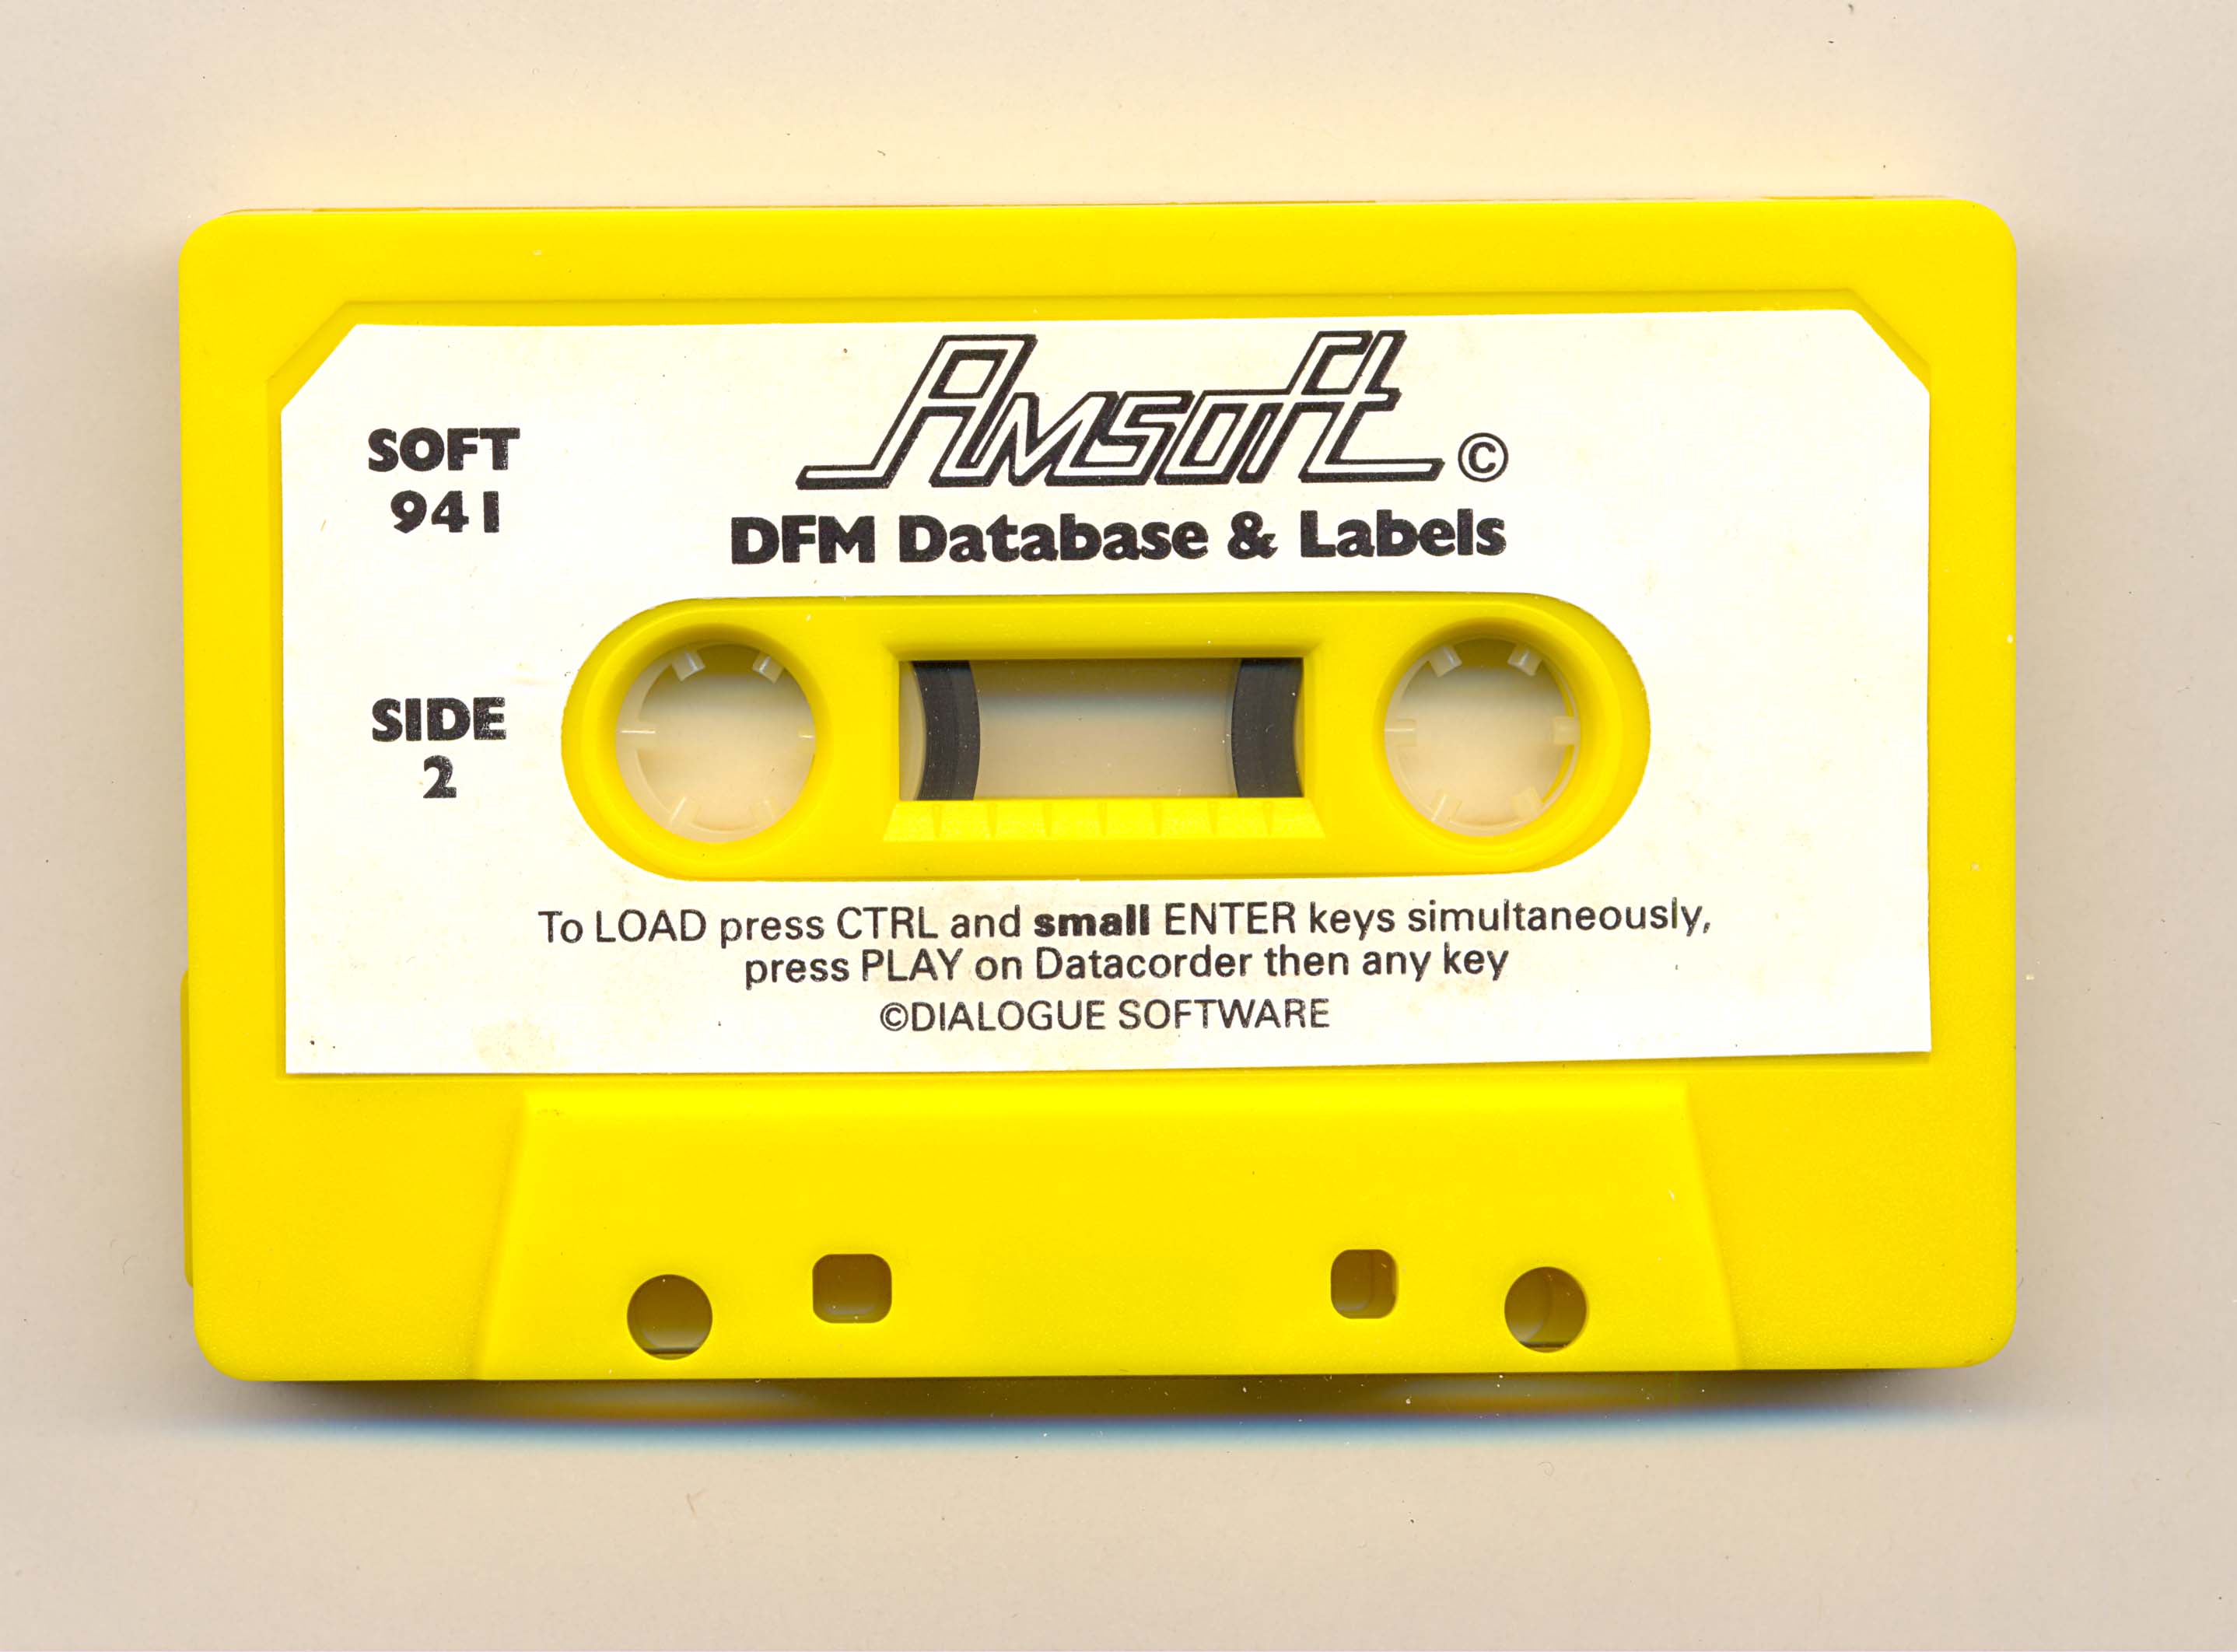 Amsoft ©
SOFT
941
DFM Database & Labels
SIDE
2
To LOAD press CTRL and small ENTER keys simultaneously,
press PLAY on Datacorder then any key
©DIALOGUE SOFTWARE